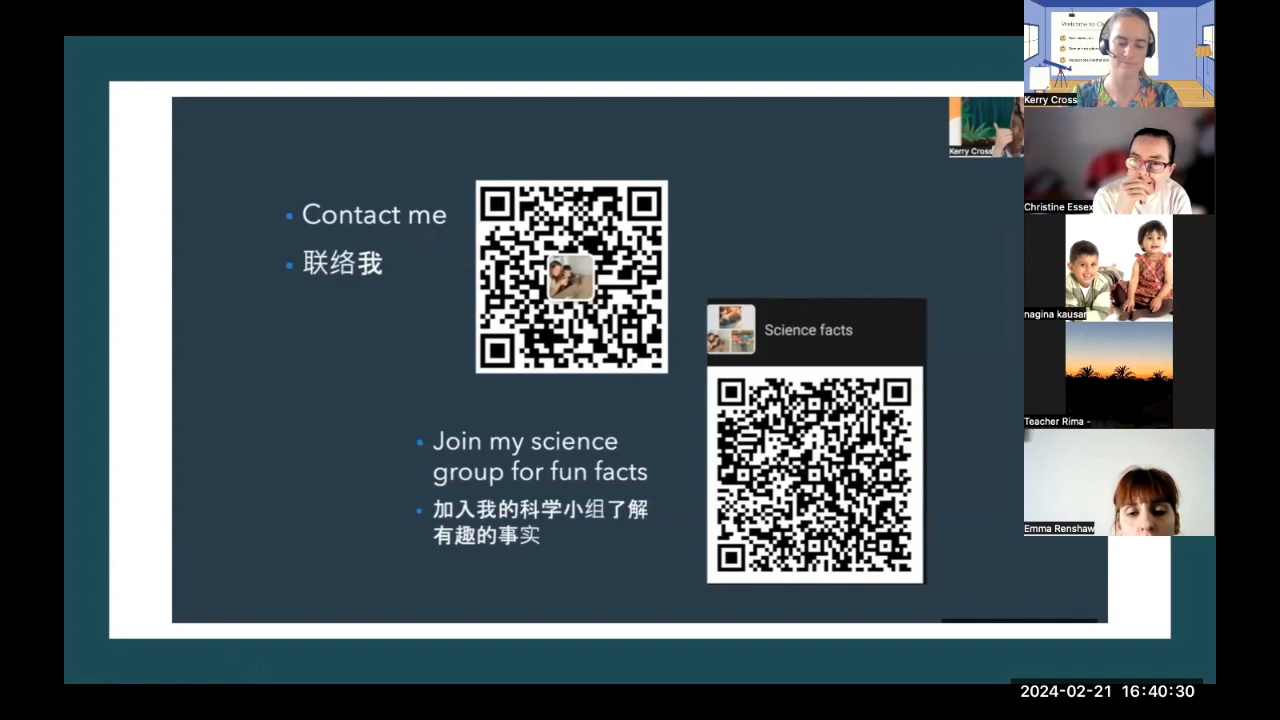 Contact me
联络我
Science facts
Join my science
group for fun facts
加入我的科学小组了解
有趣的事实
Kerry Cross
Kerry Cross
Christine Essex
nagina kausar
Teacher Rima -
Emma Renshaw
2024-02-21 16:40:30